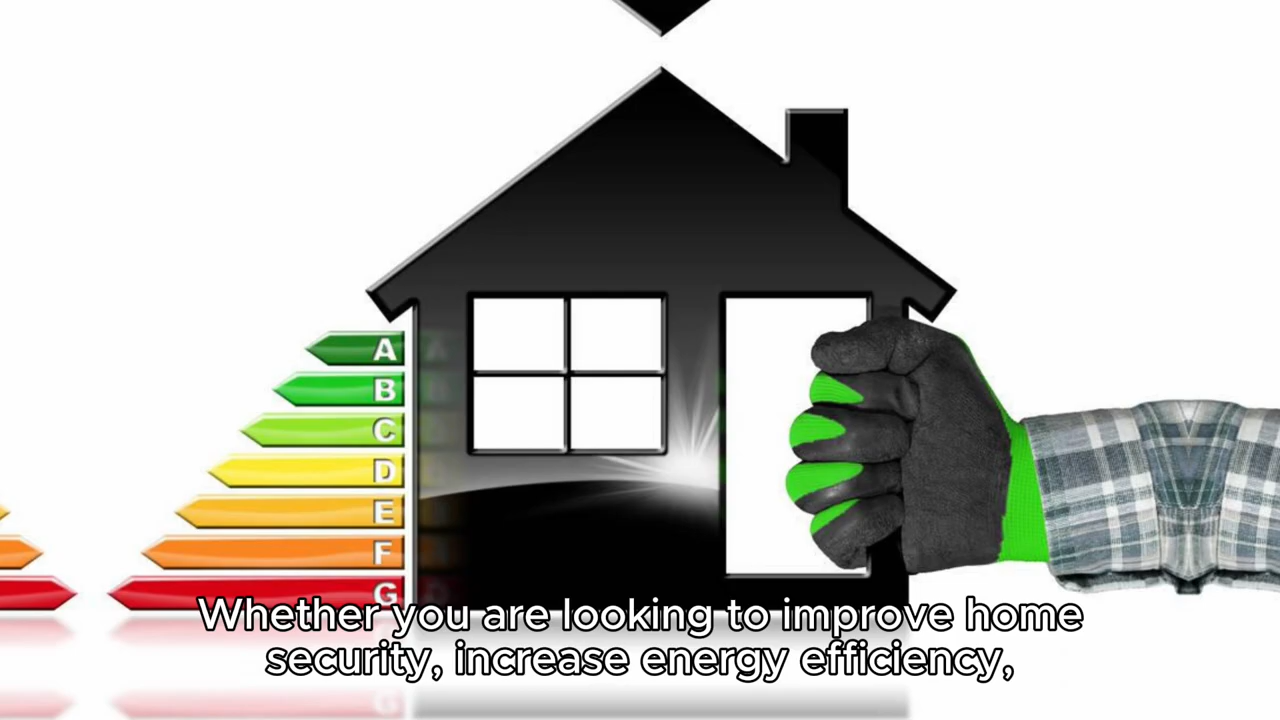 A
B
C
D
E
F
G
Whether you are looking to improve home
security, increase energy efficiency,